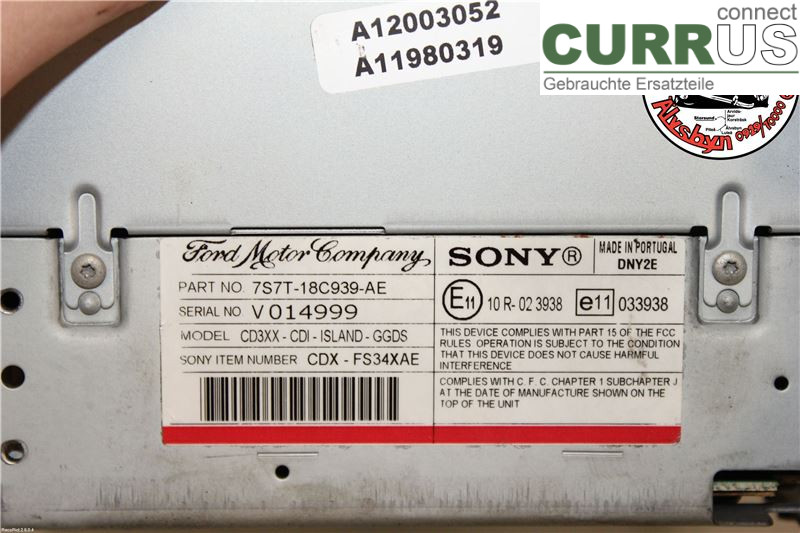 A12003052
A11980319
connect
CURRUS
Gebrauchte Ersatzteile
Älvsbyn 0929/10000
Ford Motor Company
PART NO. 7S7T-18C939-AE
SERIAL NO. V014999
MODEL CD3XX - CDI - ISLAND - GGDS
SONY ITEM NUMBER CDX - FS34XAE
SONY®
MADE IN PORTUGAL
DNY2E
E11 10 R- 02 3938 e11 033938
THIS DEVICE COMPLIES WITH PART 15 OF THE FCC
RULES. OPERATION IS SUBJECT TO THE CONDITION
THAT THIS DEVICE DOES NOT CAUSE HARMFUL
INTERFERENCE
COMPLIES WITH C. F. C. CHAPTER 1 SUBCHAPTER J
AT THE DATE OF MANUFACTURE SHOWN ON THE
TOP OF THE UNIT